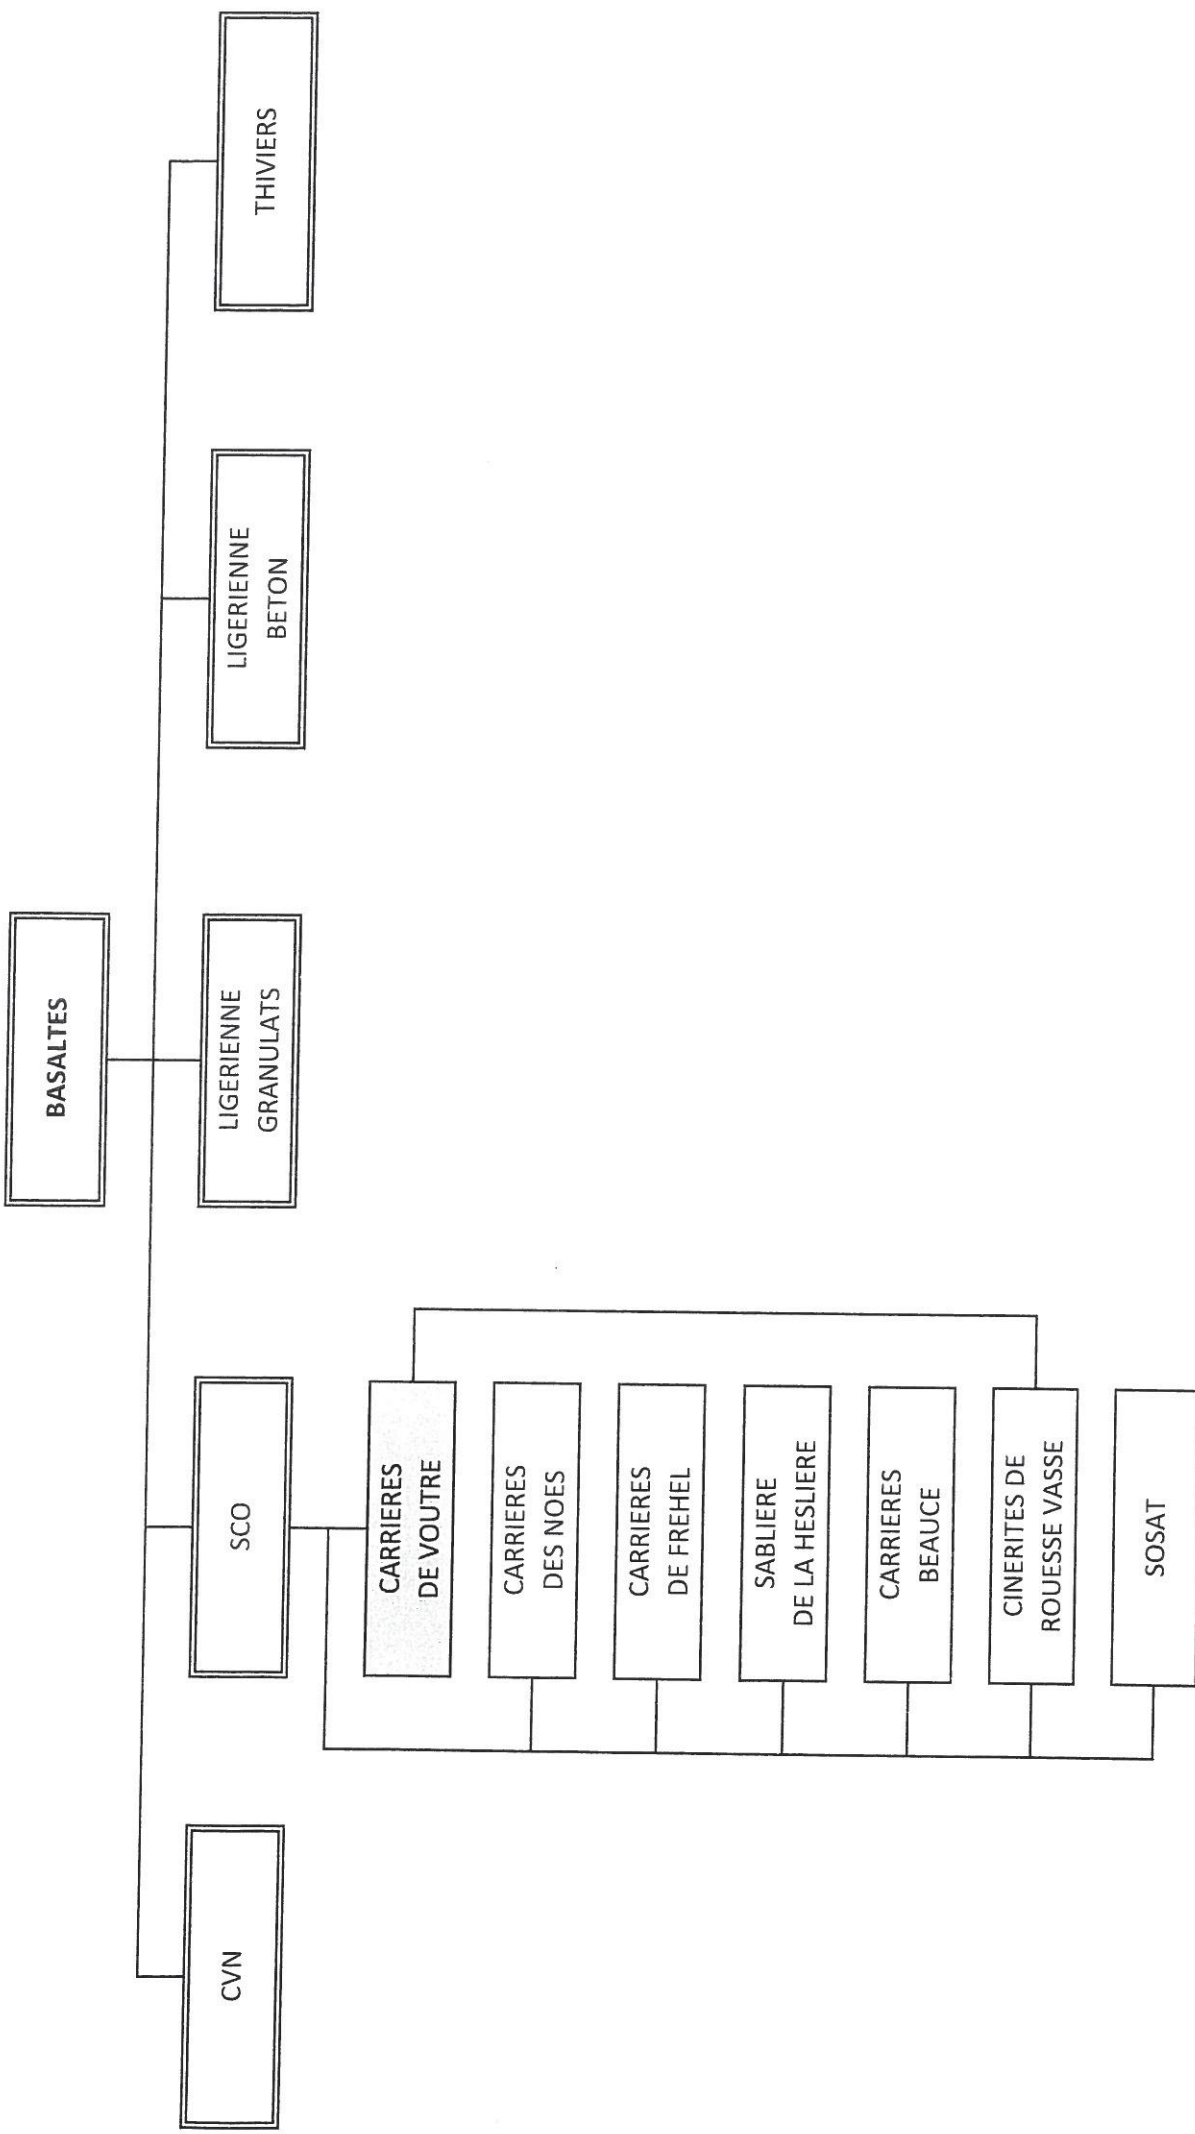 BASALTES
CVN
SCO
LIGERIENNE
GRANULATS
LIGERIENNE
BETON
THIVIERS
CARRIERES
DE VOUTRE
CARRIERES
DES NOES
CARRIERES
DE FREHEL
SABLIERE
DE LA HESLIERE
CARRIERES
BEAUCE
CINERITES DE
ROUESSE VASSE
SOSAT